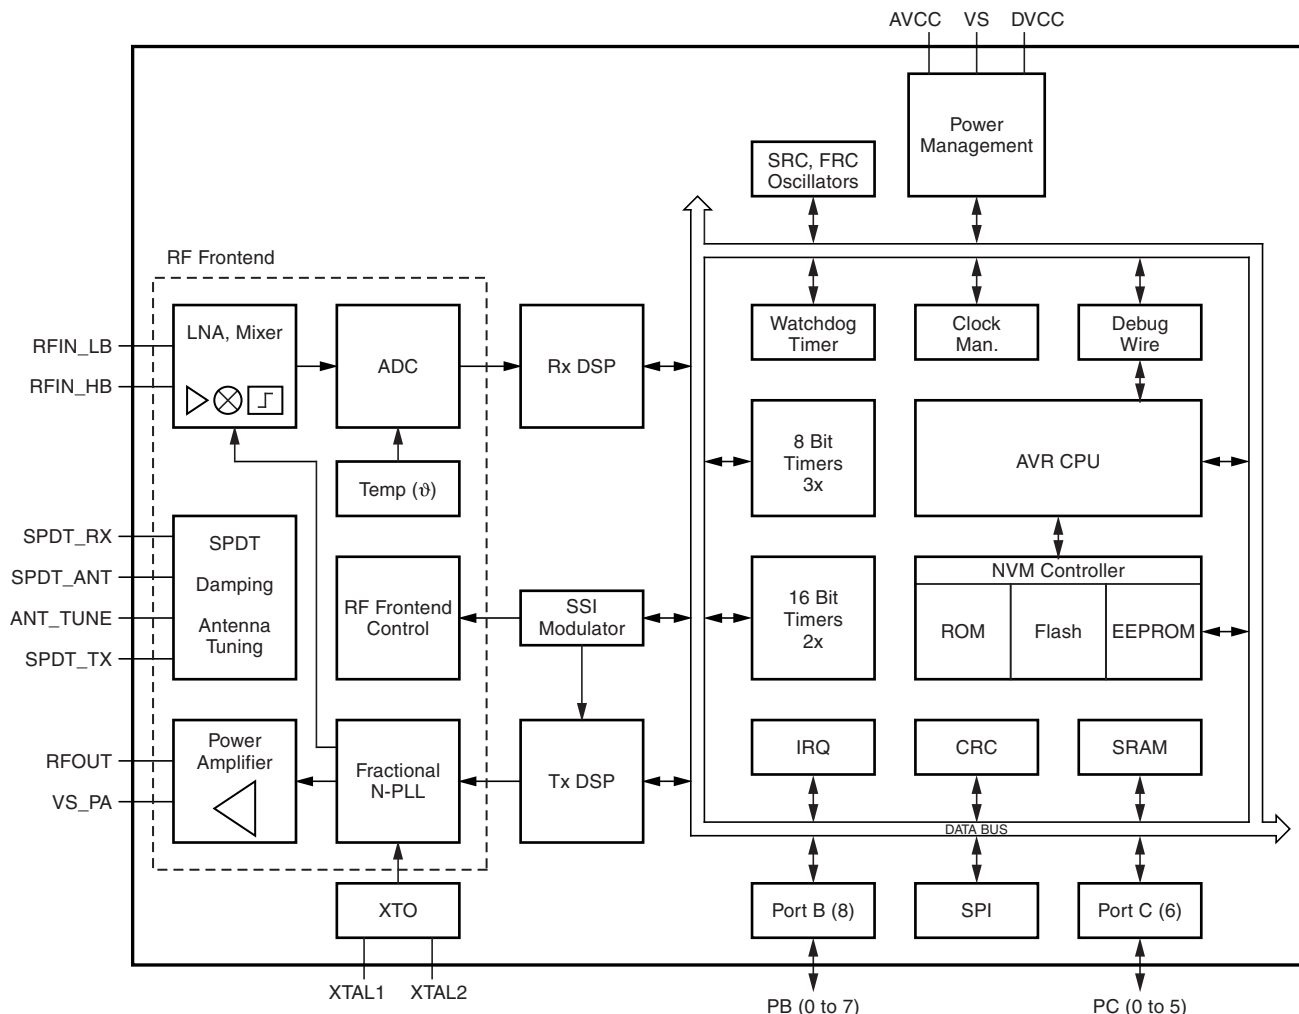 AVCC VS DVCC
Power
Management
SRC, FRC
Oscillators
RF Frontend
LNA, Mixer
ADC
Rx DSP
Watchdog
Timer
Clock
Man.
Debug
Wire
RFIN_LB
RFIN_HB
Temp (ϑ)
8 Bit
Timers
3x
AVR CPU
SPDT_RX
SPDT_ANT
ANT_TUNE
SPDT_TX
SPDT
Damping
Antenna
Tuning
RF Frontend
Control
SSI
Modulator
16 Bit
Timers
2x
NVM Controller
ROM
Flash
EEPROM
RFOUT
VS_PA
Power
Amplifier
Fractional
N-PLL
Tx DSP
IRQ
CRC
SRAM
DATA BUS
XTO
Port B (8)
SPI
Port C (6)
XTAL1 XTAL2
PB (0 to 7)
PC (0 to 5)